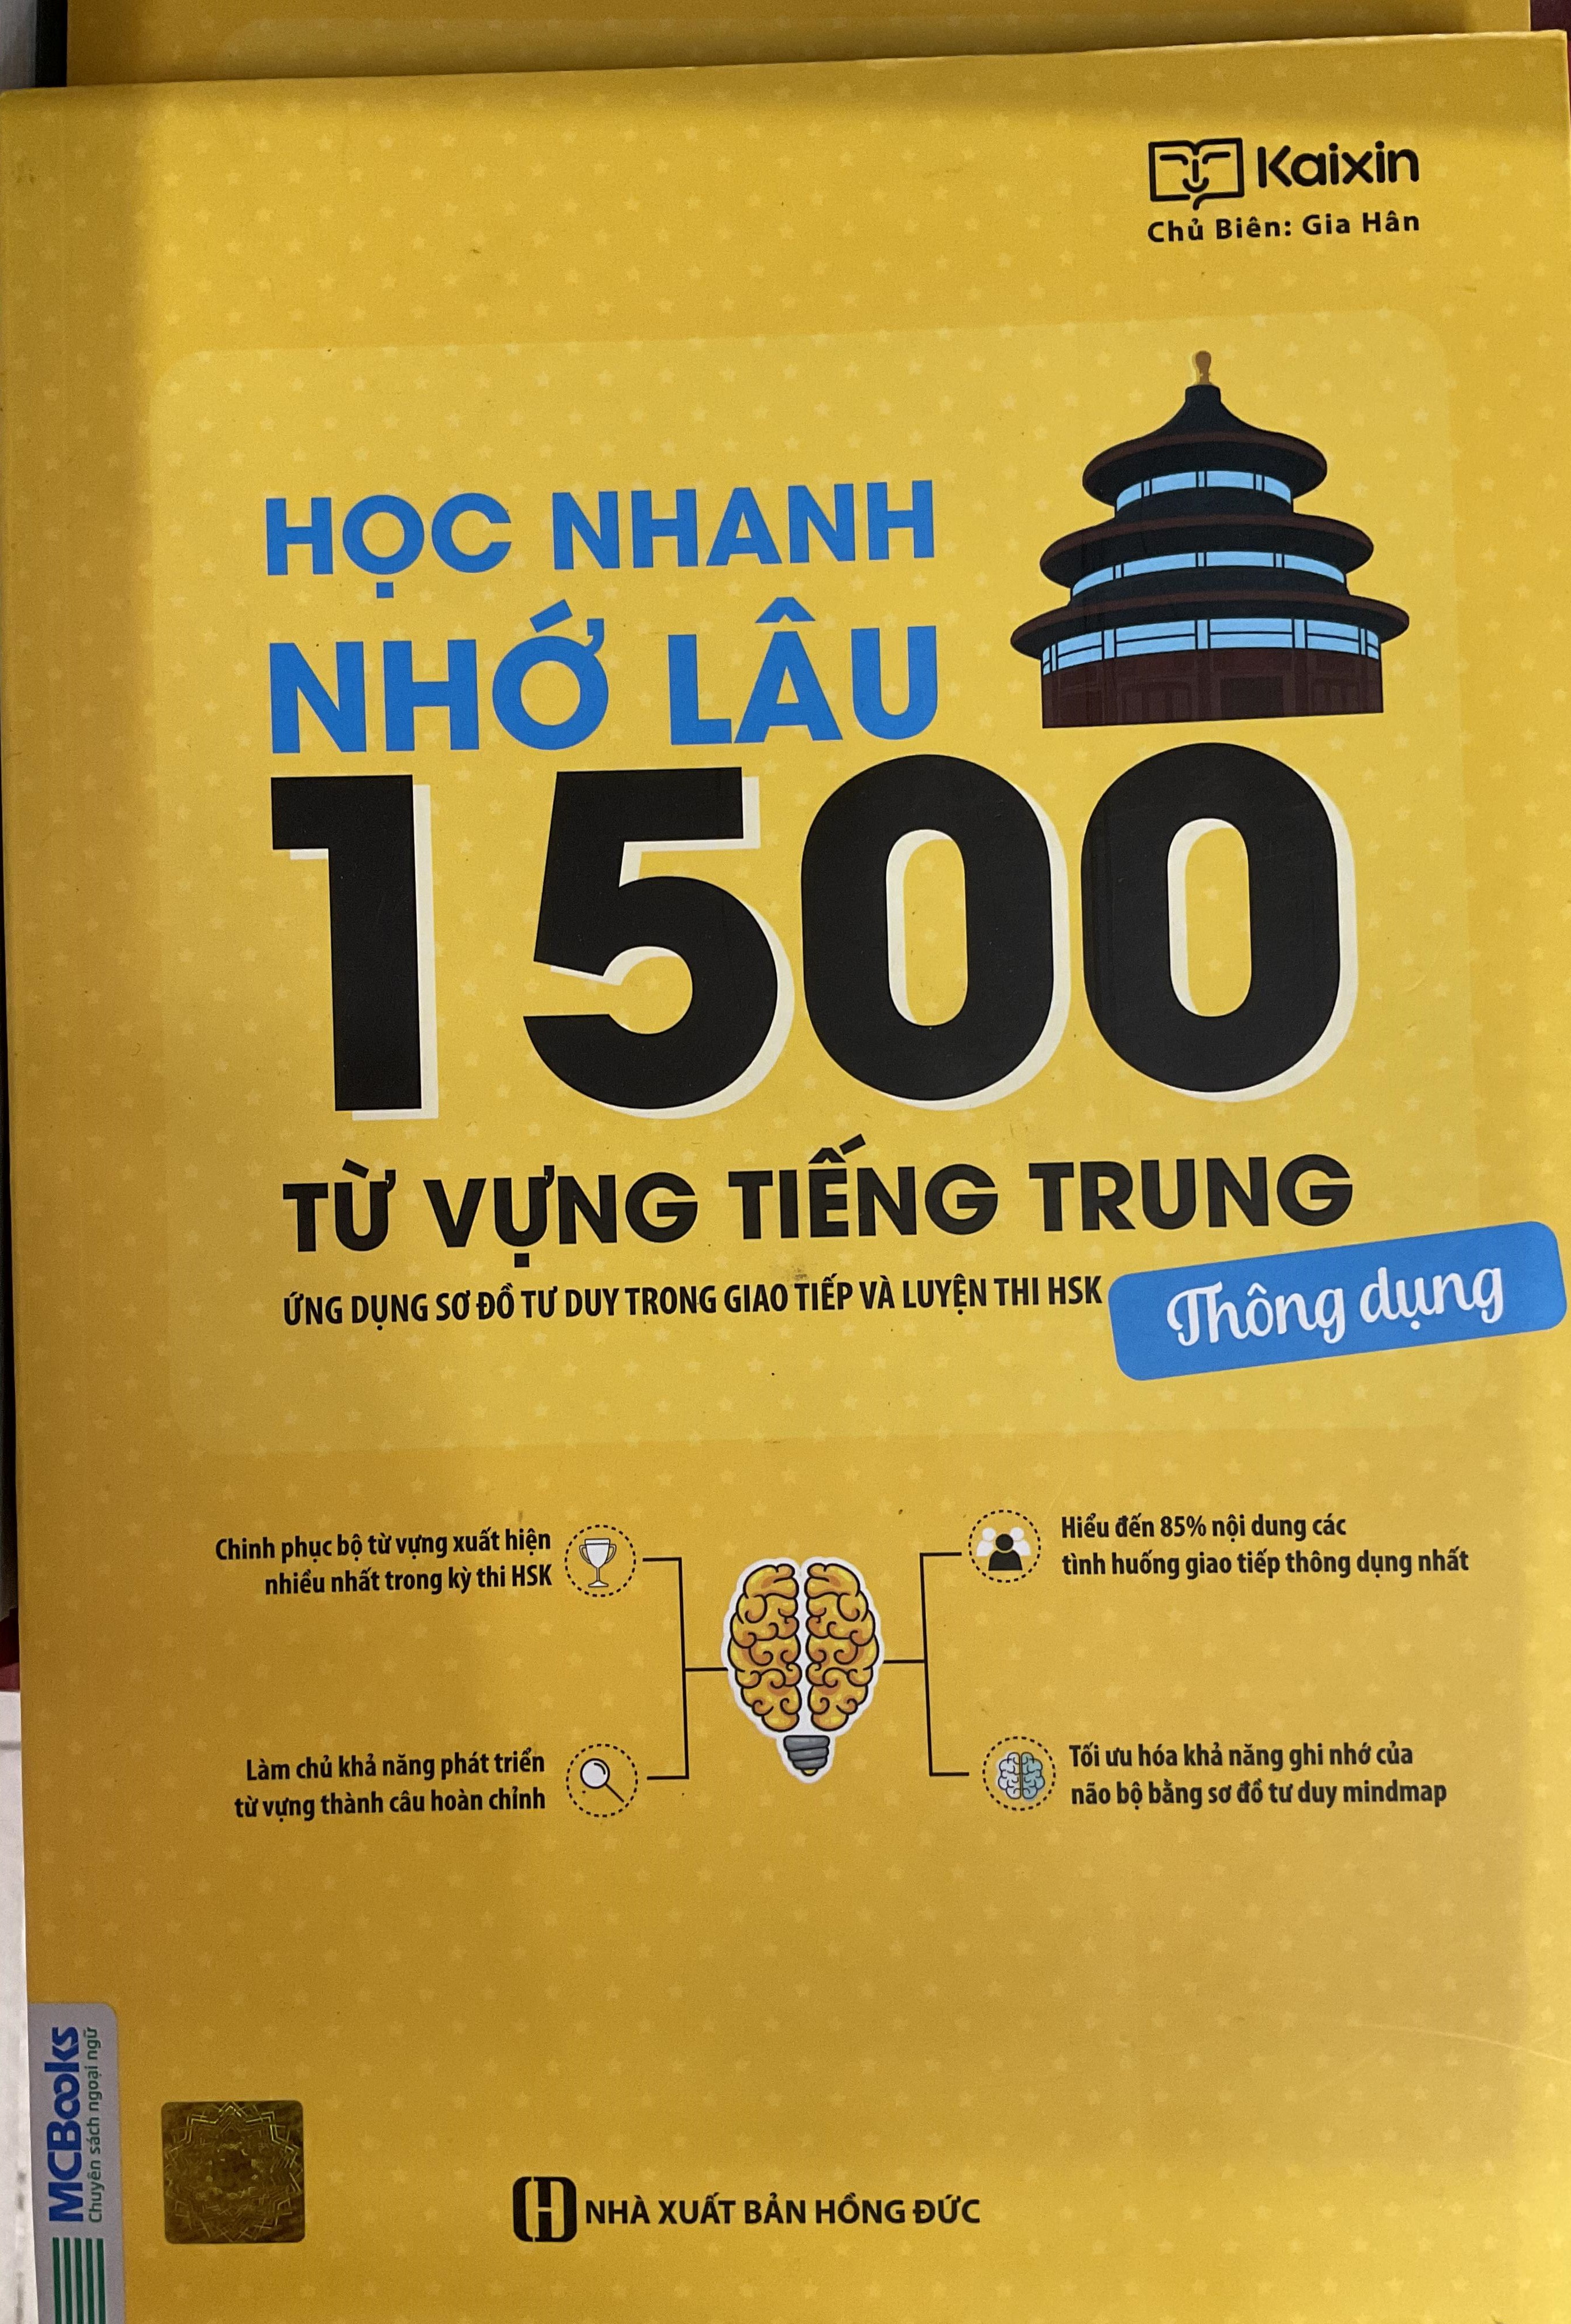 Kaixin
Chủ Biên: Gia Hân
HỌC NHANH
NHỚ LÂU
1500
TỪ VỰNG TIẾNG TRUNG
ỨNG DỤNG SƠ ĐỒ TƯ DUY TRONG GIAO TIẾP VÀ LUYỆN THI HSK
Thông dụng
Chinh phục bộ từ vựng xuất hiện
nhiều nhất trong kỳ thi HSK
Hiểu đến 85% nội dung các
tình huống giao tiếp thông dụng nhất
Làm chủ khả năng phát triển
từ vựng thành câu hoàn chỉnh
Tối ưu hóa khả năng ghi nhớ của
não bộ bằng sơ đồ tư duy mindmap
MCBooks
Chuyên sách ngoại ngữ
NHÀ XUẤT BẢN HỒNG ĐỨC